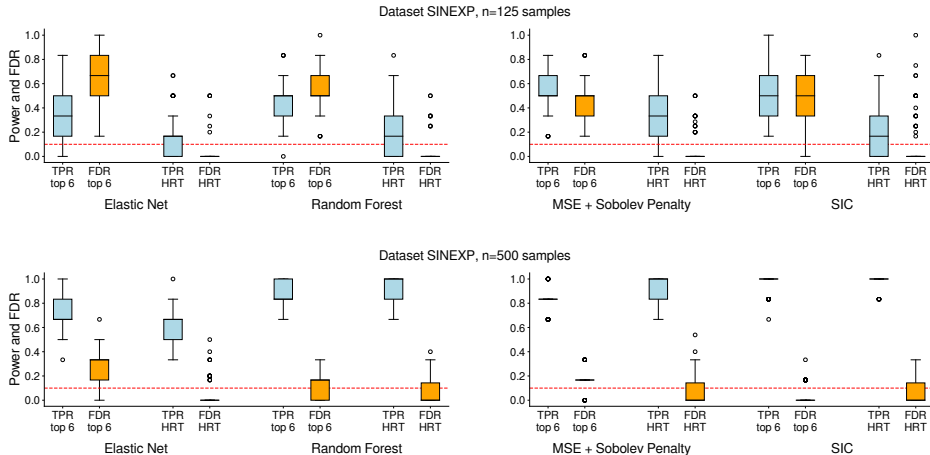 Dataset SINEXP, n=125 samples
Power and FDR
1.0
0.8
0.6
0.4
0.2
0.0
TPR top 6
FDR top 6
TPR HRT
FDR HRT
TPR top 6
FDR top 6
TPR HRT
FDR HRT
Elastic Net
Random Forest
1.0
0.8
0.6
0.4
0.2
0.0
TPR top 6
FDR top 6
TPR HRT
FDR HRT
TPR top 6
FDR top 6
TPR HRT
FDR HRT
MSE + Sobolev Penalty
SIC
Dataset SINEXP, n=500 samples
Power and FDR
1.0
0.8
0.6
0.4
0.2
0.0
TPR top 6
FDR top 6
TPR HRT
FDR HRT
TPR top 6
FDR top 6
TPR HRT
FDR HRT
Elastic Net
Random Forest
1.0
0.8
0.6
0.4
0.2
0.0
TPR top 6
FDR top 6
TPR HRT
FDR HRT
TPR top 6
FDR top 6
TPR HRT
FDR HRT
MSE + Sobolev Penalty
SIC